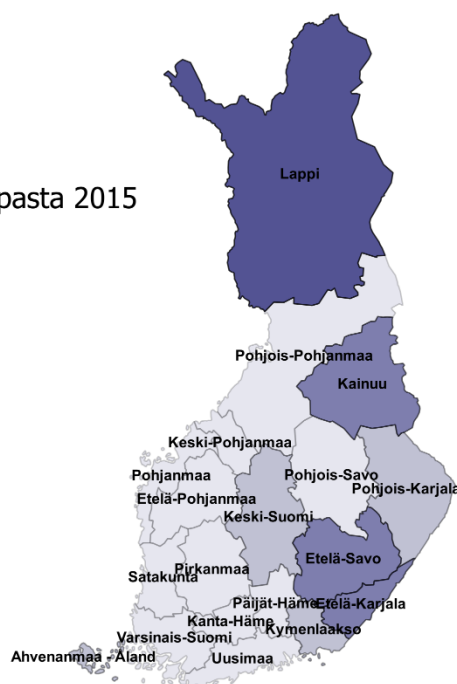 Lappi
pasta 2015
Pohjois-Pohjanmaa
Kainuu
Keski-Pohjanmaa
Pohjanmaa
Pohjois-Savo
Pohjois-Karjala
Etelä-Pohjanmaa
Keski-Suomi
Etelä-Savo
Pirkanmaa
Satakunta
Päijät-Häme
Etelä-Karjala
Kanta-Häme
Kymenlaakso
Varsinais-Suomi
Ahvenanmaa - Åland
Uusimaa